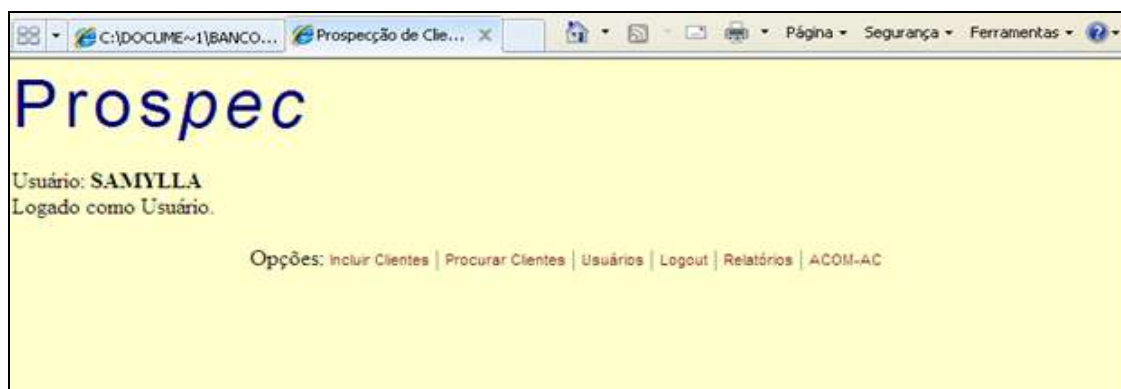 C:\DOCUME~1\BANCO... Prospecção de Clie... Página Segurança Ferramentas
Prospec
Usuário: SAMYLLA
Logado como Usuário.
Opções: Incluir Clientes | Procurar Clientes | Usuários | Logout | Relatórios | ACOM-AC